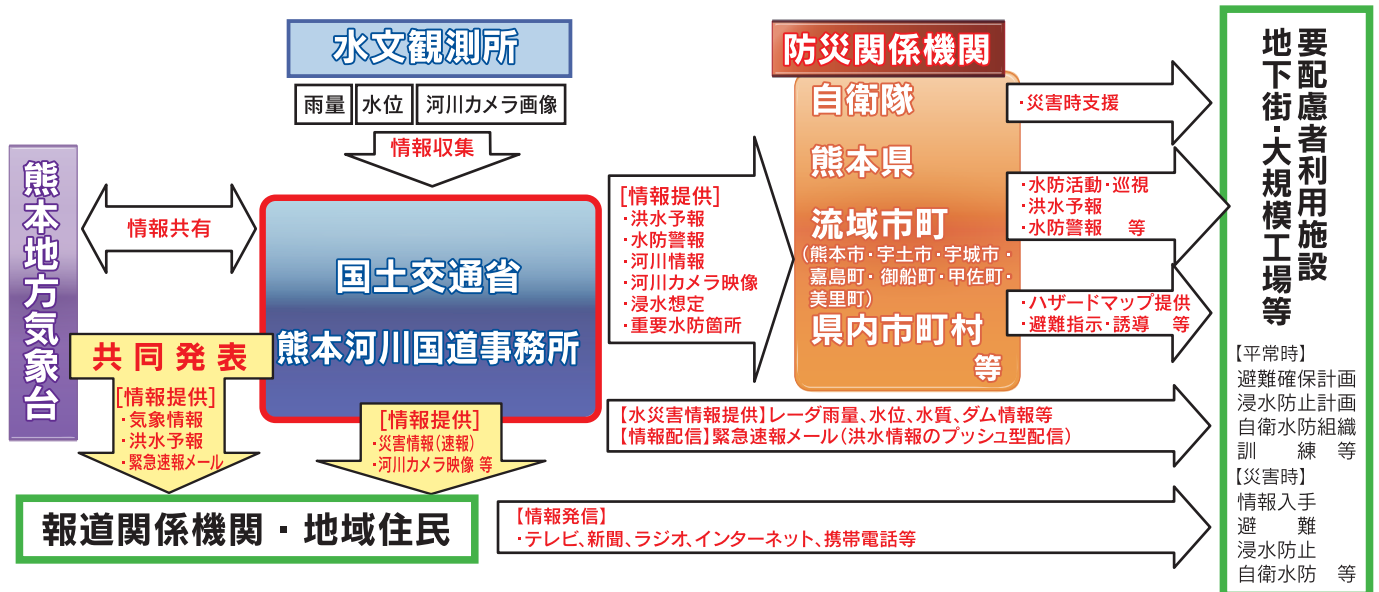 水文観測所
雨量
水位
河川カメラ画像
情報収集
熊本地方気象台
情報共有
国土交通省
熊本河川国道事務所
共同発表
[情報提供]
・気象情報
・洪水予報
・緊急速報メール
[情報提供]
・災害情報(速報)
・河川カメラ映像 等
報道関係機関・地域住民
[情報提供]
・洪水予報
・水防警報
・河川情報
・河川カメラ映像
・浸水想定
・重要水防箇所
防災関係機関
自衛隊
熊本県
流域市町
(熊本市・宇土市・宇城市・
嘉島町・御船町・甲佐町・
美里町)
県内市町村
等
・災害時支援
・水防活動・巡視
・洪水予報
・水防警報 等
・ハザードマップ提供
・避難指示・誘導 等
【水災害情報提供】レーダ雨量、水位、水質、ダム情報等
【情報配信】緊急速報メール(洪水情報のプッシュ型配信)
【情報発信】
・テレビ、新聞、ラジオ、インターネット、携帯電話等
要配慮者利用施設
地下街・大規模工場等
【平常時】
避難確保計画
浸水防止計画
自衛水防組織
訓 練 等
【災害時】
情報入手
避 難
浸水防止
自衛水防 等